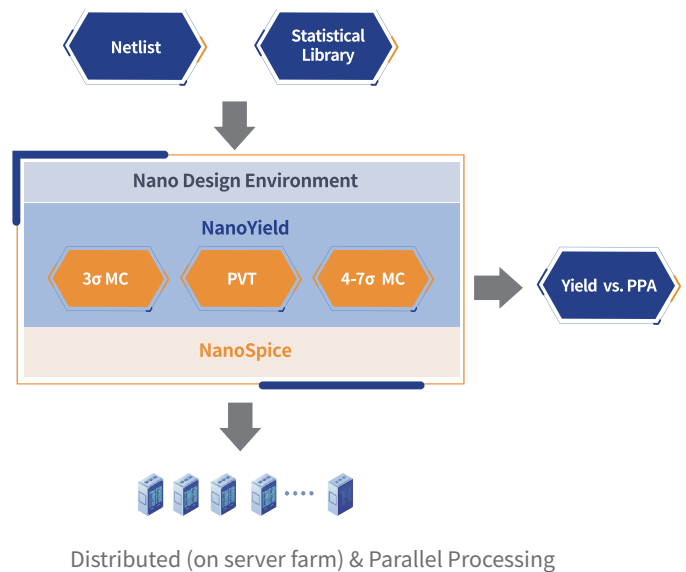 Netlist
Statistical
Library
Nano Design Environment
NanoYield
3σ MC
PVT
4-7σ MC
NanoSpice
Yield vs. PPA
Distributed (on server farm) & Parallel Processing